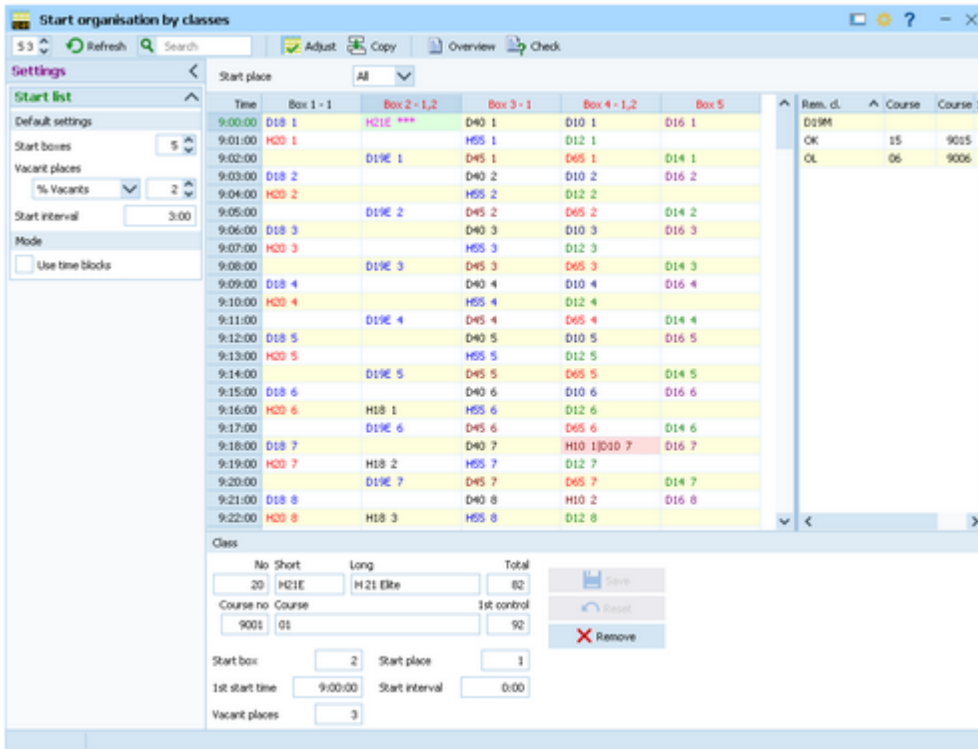 Start organisation by classes
53 Refresh Search Adjust Copy Overview Check
Settings
Start place All
Start list
Default settings
Start boxes 5
Vacant places
% Vacants 2
Start interval 3:00
Mode
Use time blocks
Time Box 1 - 1 Box 2 - 1,2 Box 3 - 1 Box 4 - 1,2 Box 5
9:00:00 D18 1 H21E *** D40 1 D10 1 D16 1
9:01:00 H20 1 H55 1 D12 1
9:02:00 D19E 1 D45 1 D65 1 D14 1
9:03:00 D18 2 D40 2 D10 2 D16 2
9:04:00 H20 2 H55 2 D12 2
9:05:00 D19E 2 D45 2 D65 2 D14 2
9:06:00 D18 3 D40 3 D10 3 D16 3
9:07:00 H20 3 H55 3 D12 3
9:08:00 D19E 3 D45 3 D65 3 D14 3
9:09:00 D18 4 D40 4 D10 4 D16 4
9:10:00 H20 4 H55 4 D12 4
9:11:00 D19E 4 D45 4 D65 4 D14 4
9:12:00 D18 5 D40 5 D10 5 D16 5
9:13:00 H20 5 H55 5 D12 5
9:14:00 D19E 5 D45 5 D65 5 D14 5
9:15:00 D18 6 D40 6 D10 6 D16 6
9:16:00 H20 6 H18 1 H55 6 D12 6
9:17:00 D19E 6 D45 6 D65 6 D14 6
9:18:00 D18 7 D40 7 H10 1|D10 7 D16 7
9:19:00 H20 7 H18 2 H55 7 D12 7
9:20:00 D19E 7 D45 7 D65 7 D14 7
9:21:00 D18 8 D40 8 H10 2 D16 8
9:22:00 H20 8 H18 3 H55 8 D12 8
Rem. cl. Course Course
D19M
OK 15 9015
OL 06 9006
Class
No Short Long Total
20 H21E H 21 Elite 82
Save
Course no Course 1st control
Reset
9001 01 92
Remove
Start box 2 Start place 1
1st start time 9:00:00 Start interval 0:00
Vacant places 3